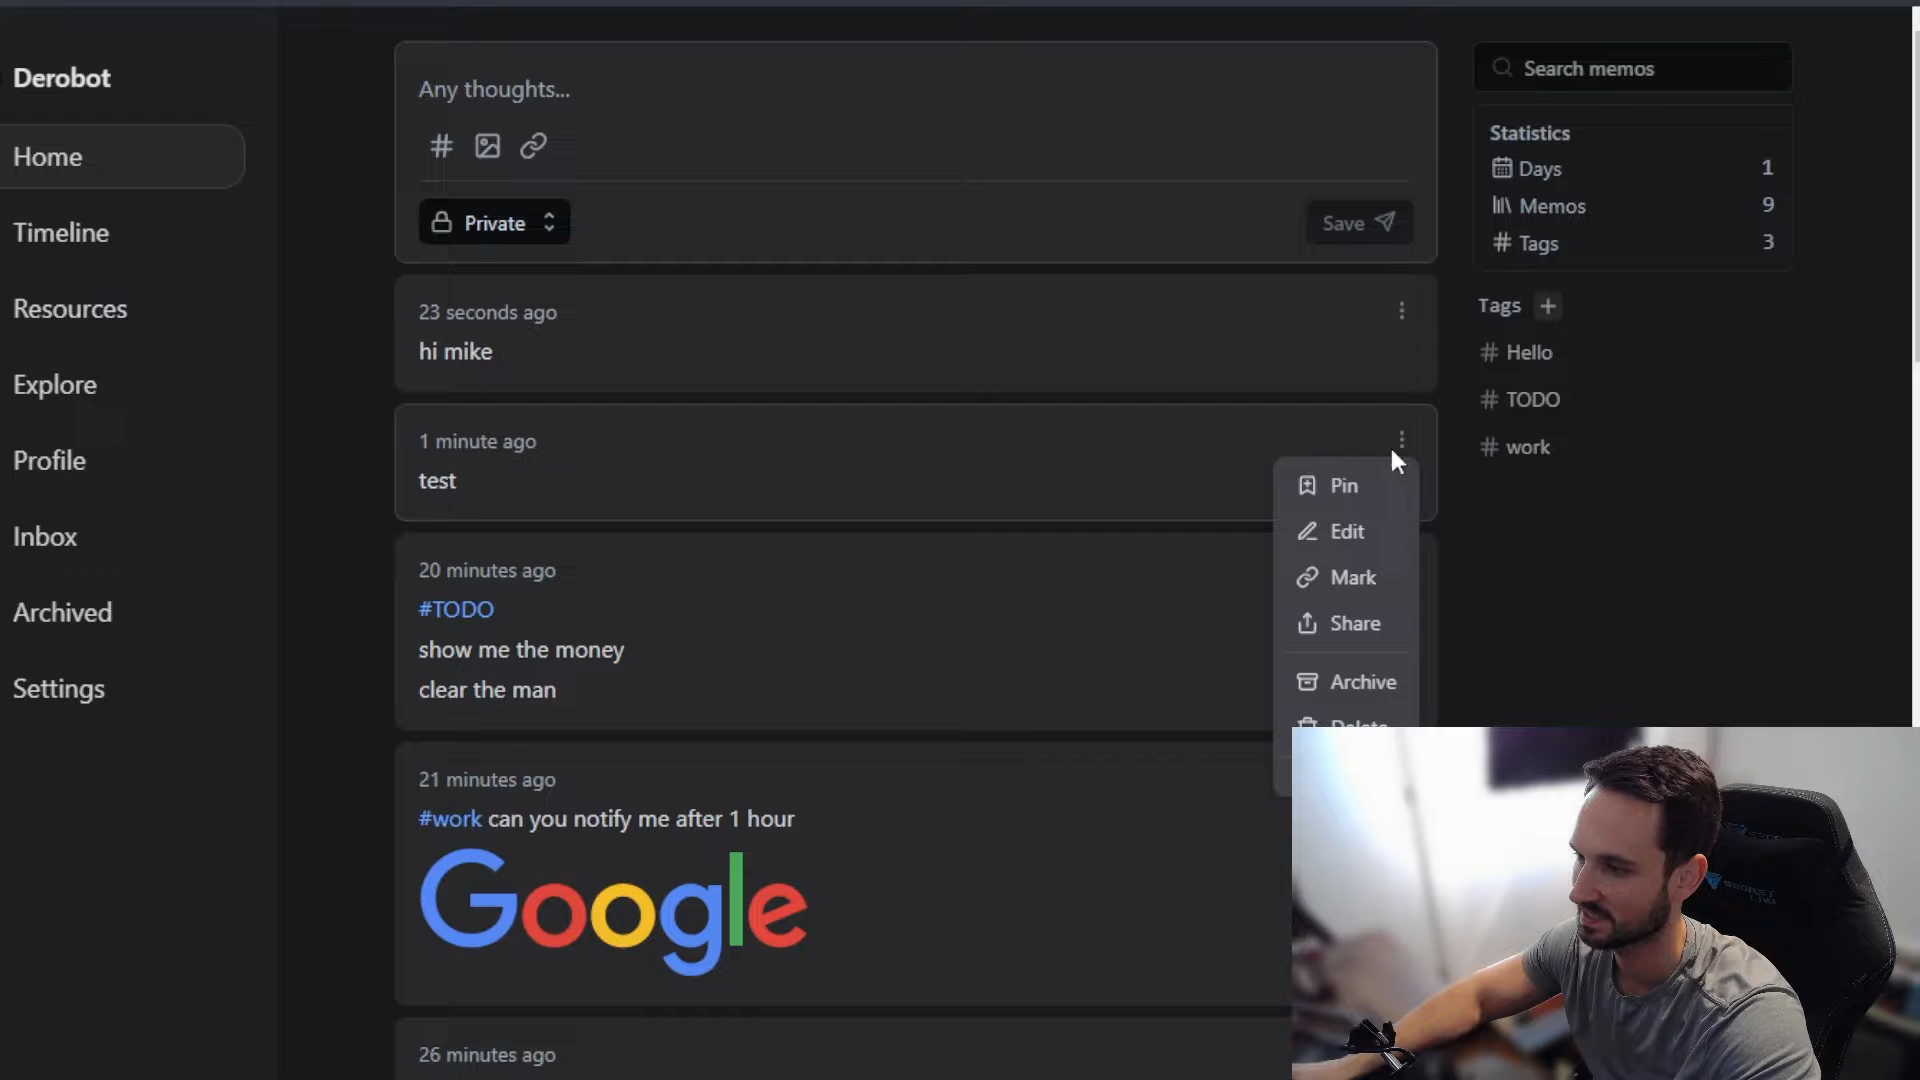 Derobot
Home
Timeline
Resources
Explore
Profile
Inbox
Archived
Settings
Any thoughts...
Private
Save
23 seconds ago
hi mike
1 minute ago
test
Pin
Edit
Mark
Share
Archive
Delete
20 minutes ago
#TODO
show me the money
clear the man
21 minutes ago
#work can you notify me after 1 hour
Google
26 minutes ago
Search memos
Statistics
Days 1
Memos 9
# Tags 3
Tags +
# Hello
# TODO
# work